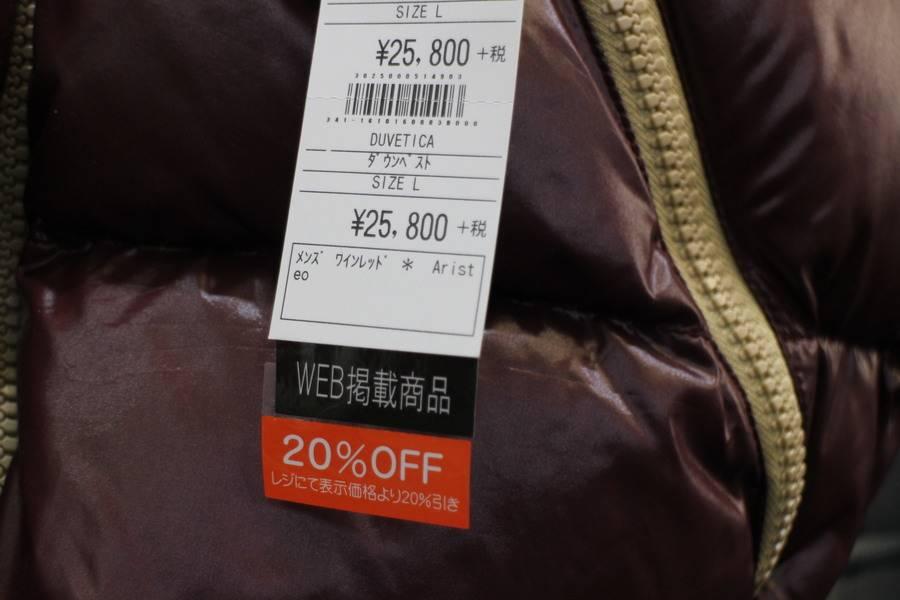 SIZE L
¥25,800 +税
3625000514903
DUVETICA
ﾀﾞｳﾝﾍﾞｽﾄ
SIZE L
¥25,800 +税
ﾒﾝｽﾞ ﾜｲﾝﾚｯﾄﾞ * Arist
eo
WEB掲載商品
20%OFF
レジにて表示価格より20%引き